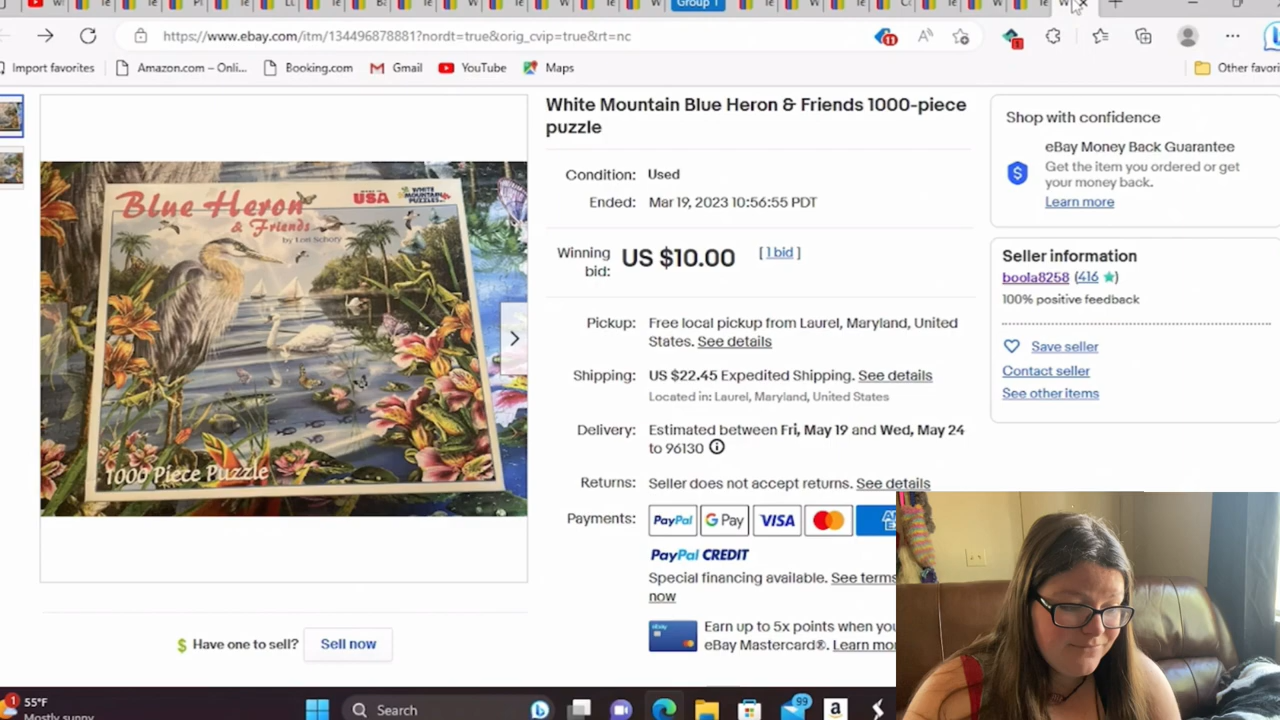 Group 1
https://www.ebay.com/itm/134496878881?nordt=true&orig_cvip=true&rt=nc
11
1
Import favorites
Amazon.com – Onli...
Booking.com
Gmail
YouTube
Maps
Other favori
White Mountain Blue Heron & Friends 1000-piece
puzzle
Condition: Used
Ended: Mar 19, 2023 10:56:55 PDT
Winning
bid:
US $10.00
[ 1 bid ]
Pickup: Free local pickup from Laurel, Maryland, United
States. See details
Shipping: US $22.45 Expedited Shipping. See details
Located in: Laurel, Maryland, United States
Delivery: Estimated between Fri, May 19 and Wed, May 24
to 96130
Returns: Seller does not accept returns. See details
Payments: PayPal G Pay VISA
PayPal CREDIT
Special financing available. See terms
now
Earn up to 5x points when you
eBay Mastercard®. Learn mo
Shop with confidence
eBay Money Back Guarantee
Get the item you ordered or get
your money back.
Learn more
Seller information
boola8258 (416)
100% positive feedback
Save seller
Contact seller
See other items
Blue Heron
& Friends
by Lori Schory
USA
WHITE
MOUNTAIN
PUZZLES
1000 Piece Puzzle
Have one to sell?
Sell now
1
55°F
Mostly sunny
Search
99